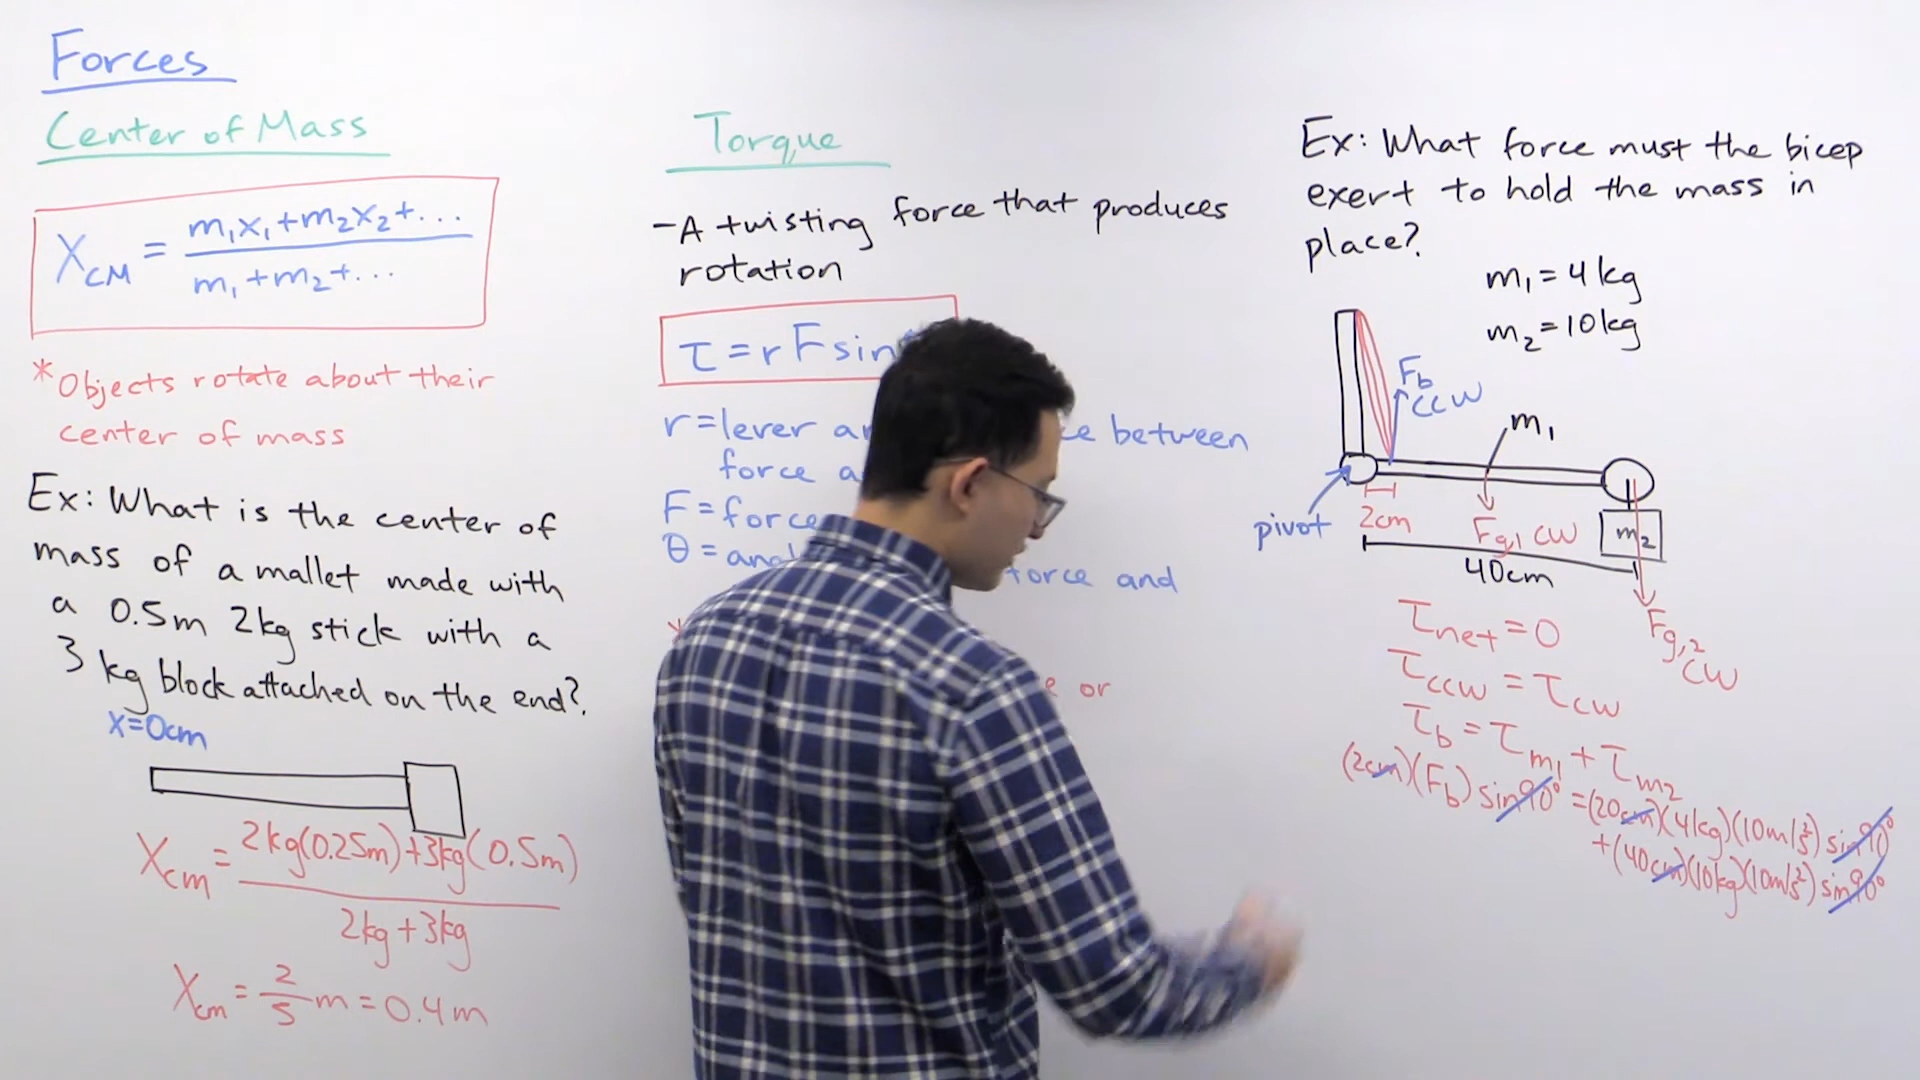 Forces
Center of Mass
X_CM = (m₁x₁+m₂x₂+...)/(m₁+m₂+...)
*Objects rotate about their
center of mass
Ex: What is the center of
mass of a mallet made with
a 0.5m 2kg stick with a
3 kg block attached on the end?
x=0cm
X_cm = (2kg(0.25m)+3kg(0.5m))/(2kg+3kg)
X_cm = 2/5 m = 0.4m
Torque
-A twisting force that produces
rotation
τ = rFsin
r=lever between
force
F=force
θ = force and
*
or
Ex: What force must the bicep
exert to hold the mass in
place?
m₁ = 4kg
m₂ = 10kg
F_b
CCW
m₁
pivot
2cm
F_g,1 CW
m₂
40cm
F_g,2
CW
τ_net = 0
τ_ccw = τ_cw
τ_b = τ_m₁ + τ_m₂
(2cm)(F_b)sin90° = (20cm)(4kg)(10m/s²)sin90°
+(40cm)(10kg)(10m/s²)sin90°